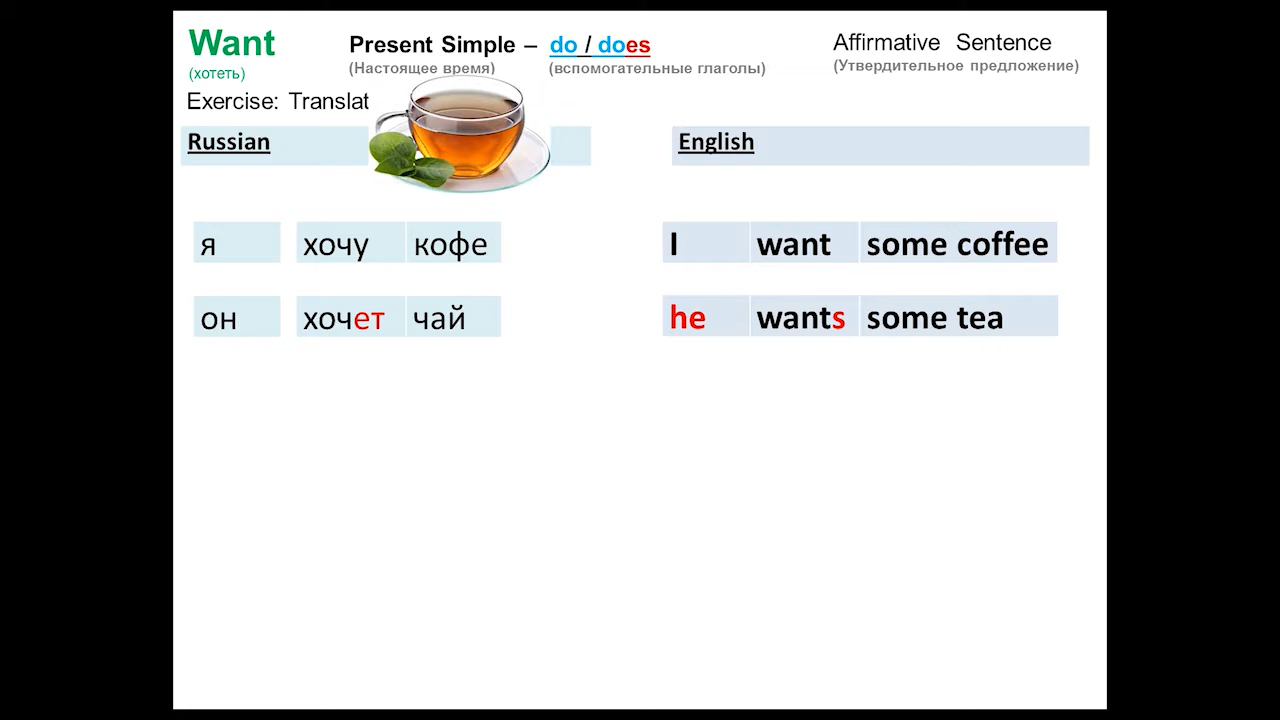 Want Present Simple – do / does Affirmative Sentence
(хотеть) (Настоящее время) (вспомогательные глаголы) (Утвердительное предложение)
Exercise: Translat
Russian English
я хочу кофе I want some coffee
он хочет чай he wants some tea